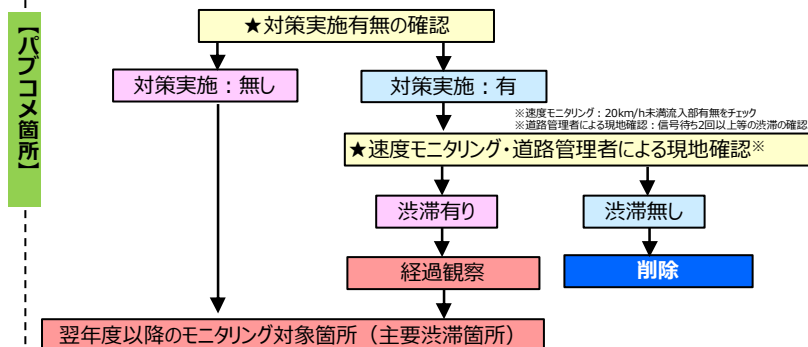 【パブコメ箇所】
★対策実施有無の確認
対策実施：無し
対策実施：有
※速度モニタリング：20km/h未満流入部有無をチェック
※道路管理者による現地確認：信号待ち2回以上等の渋滞の確認
★速度モニタリング・道路管理者による現地確認※
渋滞有り
渋滞無し
経過観察
削除
翌年度以降のモニタリング対象箇所（主要渋滞箇所）